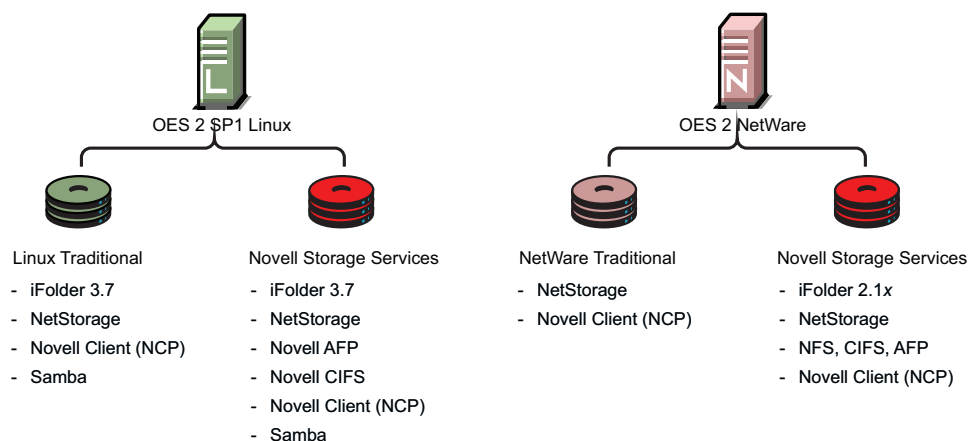 L
N
OES 2 SP1 Linux
OES 2 NetWare
Linux Traditional
- iFolder 3.7
- NetStorage
- Novell Client (NCP)
- Samba
Novell Storage Services
- iFolder 3.7
- NetStorage
- Novell AFP
- Novell CIFS
- Novell Client (NCP)
- Samba
NetWare Traditional
- NetStorage
- Novell Client (NCP)
Novell Storage Services
- iFolder 2.1x
- NetStorage
- NFS, CIFS, AFP
- Novell Client (NCP)